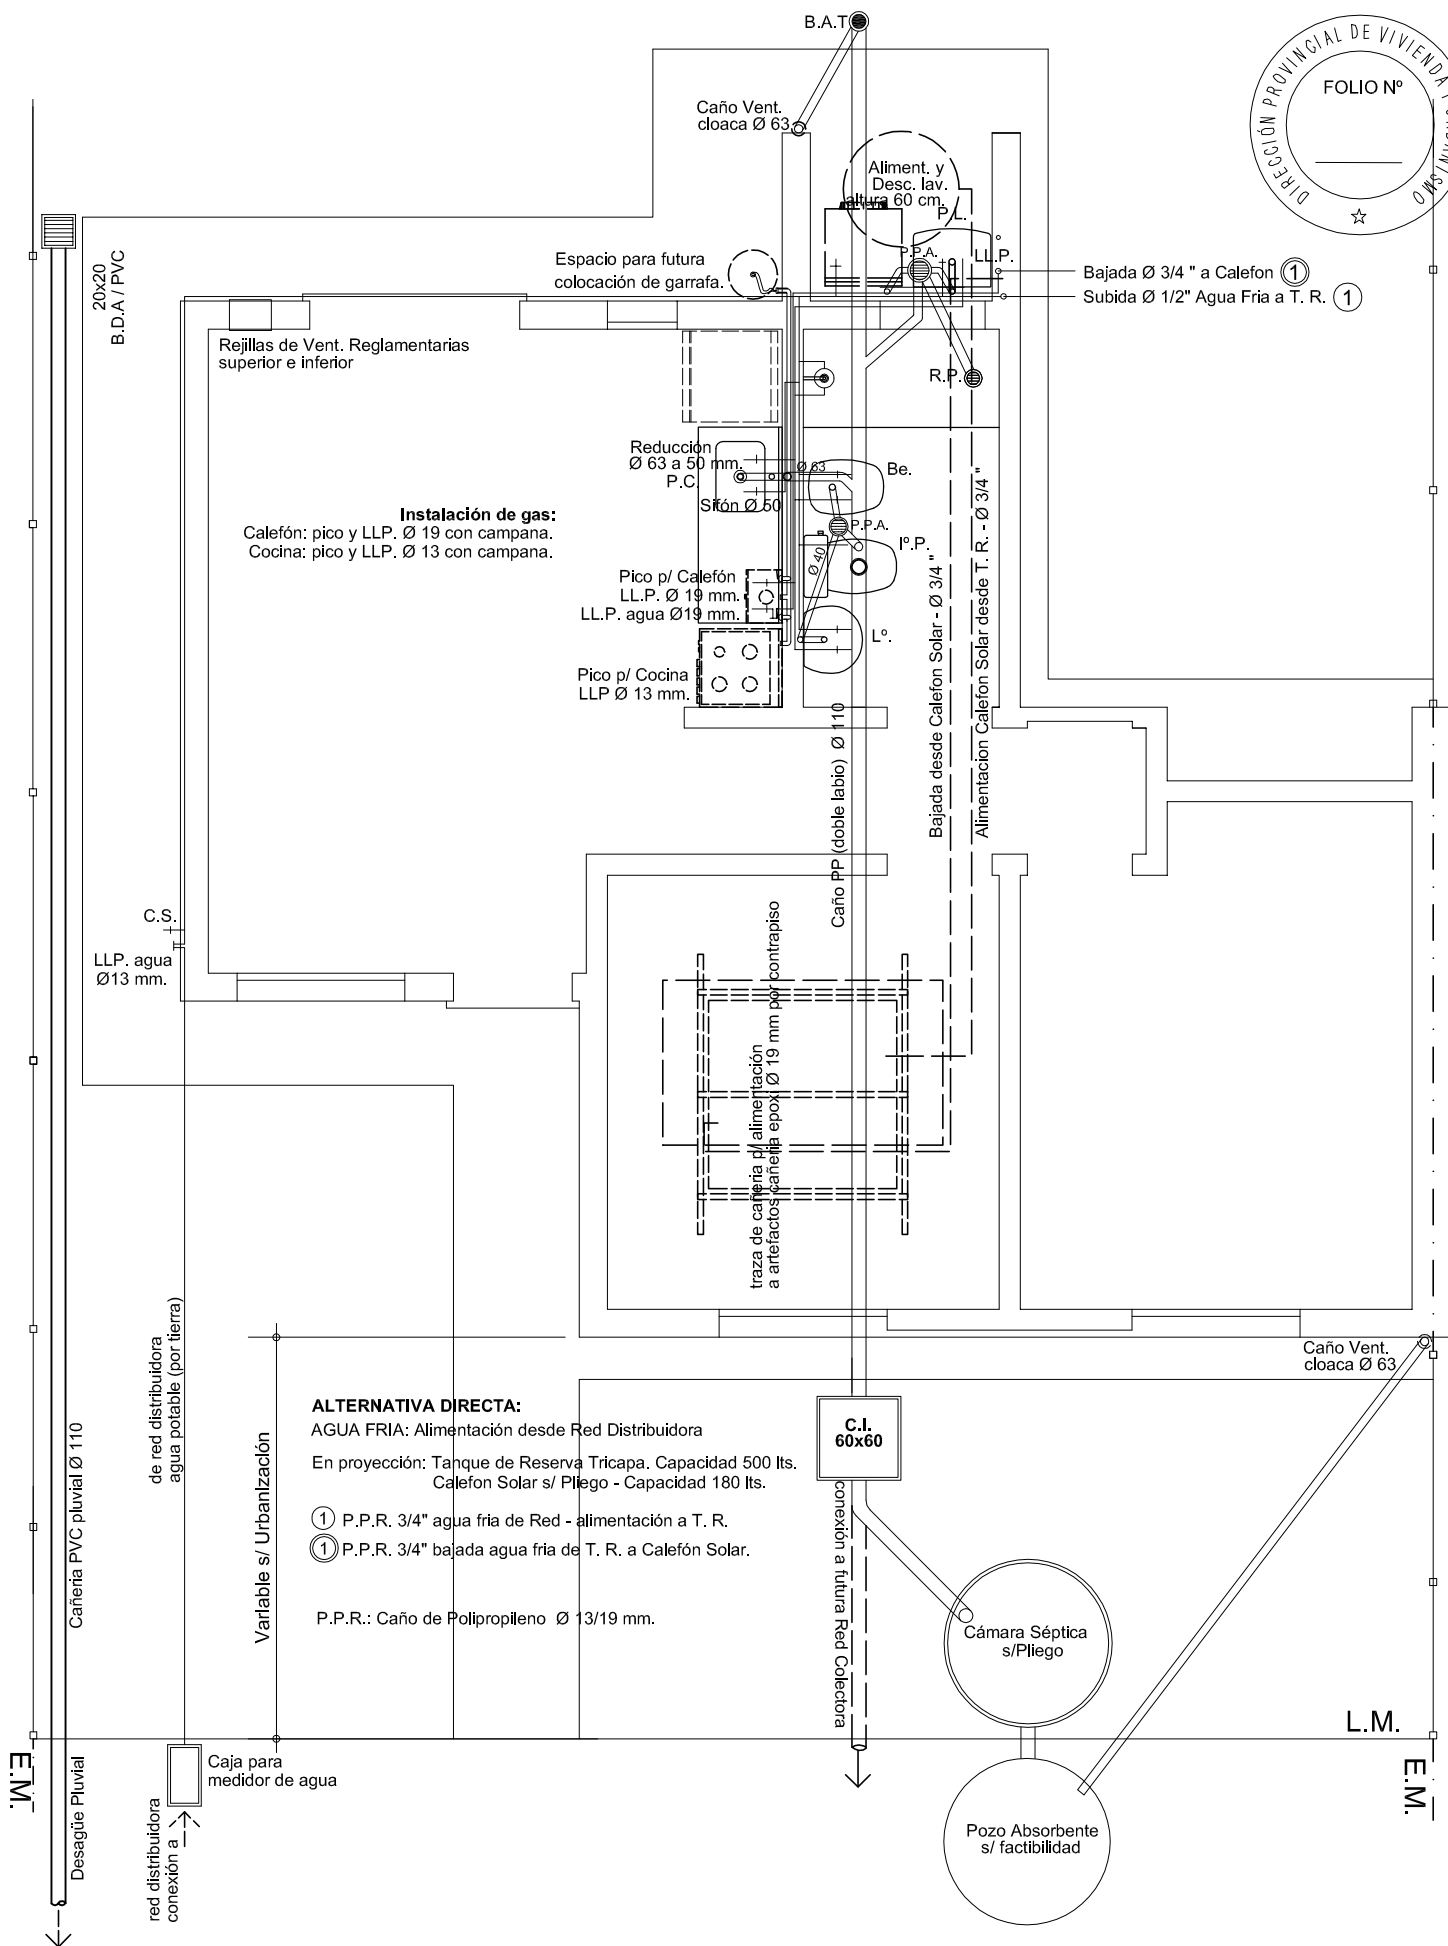 B.A.T
DIRECCIÓN PROVINCIAL DE VIVIENDA Y URBANISMO
FOLIO Nº
Caño Vent.
cloaca Ø 63
Aliment. y
Desc. lav.
altura 60 cm.
P.L.
P.P.A.
LL.P.
Espacio para futura
colocación de garrafa.
Bajada Ø 3/4 " a Calefon 1
Subida Ø 1/2" Agua Fria a T. R. 1
20x20
B.D.A / PVC
Rejillas de Vent. Reglamentarias
superior e inferior
R.P.
Reducción
Ø 63 a 50 mm.
P.C.
Ø 63
Be.
Sifón Ø 50
Instalación de gas:
Calefón: pico y LLP. Ø 19 con campana.
Cocina: pico y LLP. Ø 13 con campana.
P.P.A.
Iº.P.
Ø 40
Pico p/ Calefón
LL.P. Ø 19 mm.
LL.P. agua Ø19 mm.
Lº.
Pico p/ Cocina
LLP Ø 13 mm.
Caño PP (doble labio) Ø 110
Bajada desde Calefon Solar - Ø 3/4 "
Alimentacion Calefon Solar desde T. R. - Ø 3/4 "
C.S.
LLP. agua
Ø13 mm.
traza de cañeria p/ alimentación
a artefactos cañeria epoxi Ø 19 mm por contrapiso
de red distribuidora
agua potable (por tierra)
Caño Vent.
cloaca Ø 63
Cañeria PVC pluvial Ø 110
Variable s/ Urbanización
ALTERNATIVA DIRECTA:
AGUA FRIA: Alimentación desde Red Distribuidora
En proyección: Tanque de Reserva Tricapa. Capacidad 500 lts.
Calefon Solar s/ Pliego - Capacidad 180 lts.
1 P.P.R. 3/4" agua fria de Red - alimentación a T. R.
1 P.P.R. 3/4" bajada agua fria de T. R. a Calefón Solar.
P.P.R.: Caño de Polipropileno Ø 13/19 mm.
C.I.
60x60
conexión a futura Red Colectora
Cámara Séptica
s/Pliego
L.M.
E.M.
E.M.
Desagüe Pluvial
Caja para
medidor de agua
red distribuidora
conexión a
Pozo Absorbente
s/ factibilidad